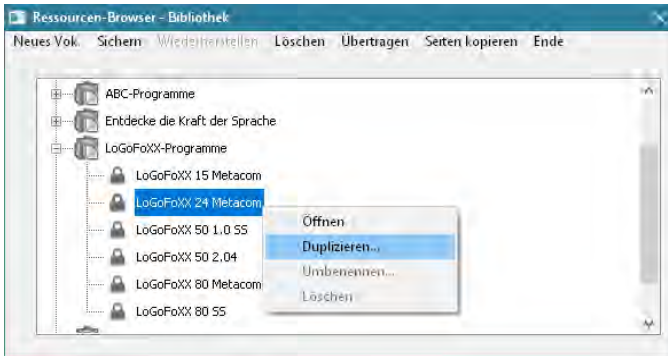 Ressourcen-Browser - Bibliothek
Neues Vok. Sichern Wiederherstellen Löschen Übertragen Seiten kopieren Ende
ABC-Programme
Entdecke die Kraft der Sprache
LoGoFoXX-Programme
LoGoFoXX 15 Metacom
LoGoFoXX 24 Metacom
LoGoFoXX 50 1.0 SS
LoGoFoXX 50 2.04
LoGoFoXX 80 Metacom
LoGoFoXX 80 SS
Öffnen
Duplizieren...
Umbenennen...
Löschen